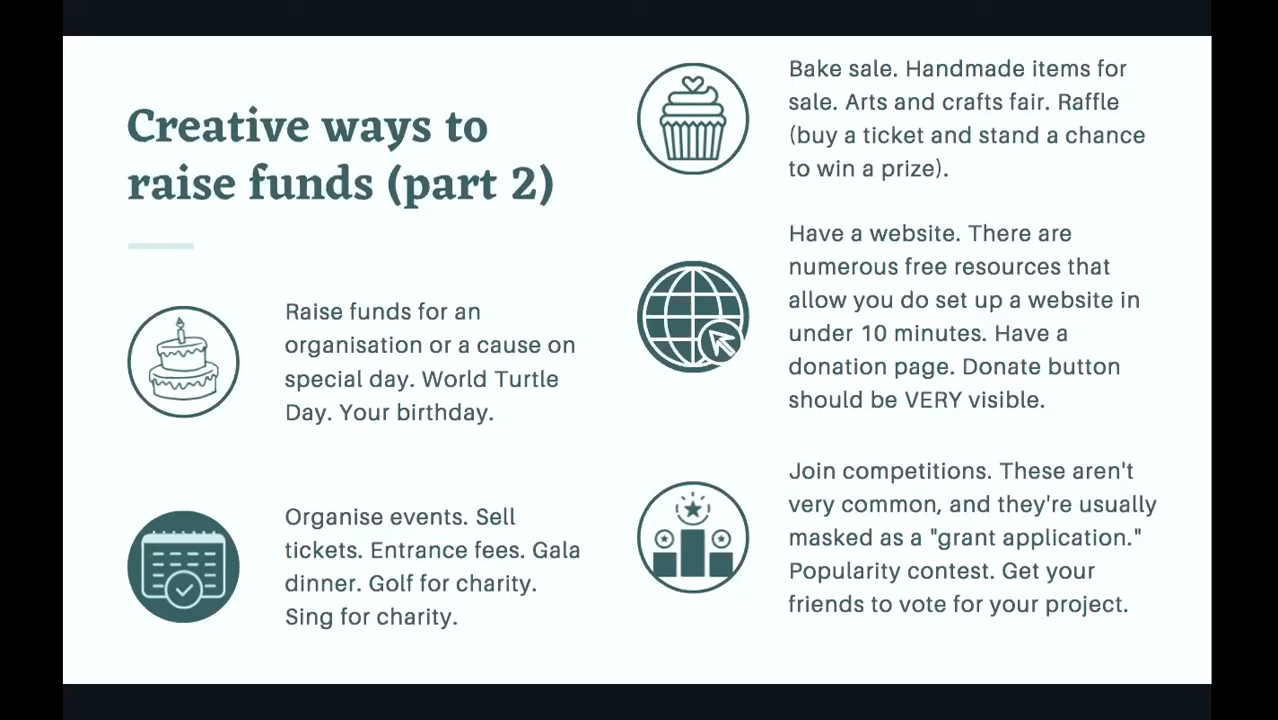 Creative ways to
raise funds (part 2)
Raise funds for an
organisation or a cause on
special day. World Turtle
Day. Your birthday.
Organise events. Sell
tickets. Entrance fees. Gala
dinner. Golf for charity.
Sing for charity.
Bake sale. Handmade items for
sale. Arts and crafts fair. Raffle
(buy a ticket and stand a chance
to win a prize).
Have a website. There are
numerous free resources that
allow you do set up a website in
under 10 minutes. Have a
donation page. Donate button
should be VERY visible.
Join competitions. These aren't
very common, and they're usually
masked as a "grant application."
Popularity contest. Get your
friends to vote for your project.